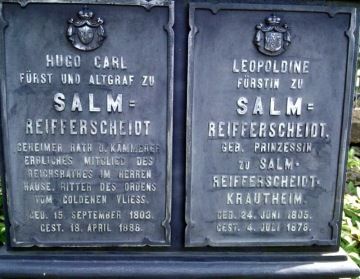 HUGO CARL
FÜRST UND ALTGRAF ZU
SALM=
REIFFERSCHEIDT
GEHEIMER RATH U. KÄMMERER
ERBLICHES MITGLIED DES
REICHSRATHES IM HERREN
HAUSE, RITTER DES ORDENS
VOM GOLDENEN VLIESS.
GEB. 15. SEPTEMBER 1803.
GEST. 18. APRIL 1888.
LEOPOLDINE
FÜRSTIN ZU
SALM=
REIFFERSCHEIDT.
GEB. PRINZESSIN
ZU SALM-
REIFFERSCHEIDT-
KRAUTHEIM.
GEB. 24. JUNI 1805.
GEST. 4. JULI 1878.